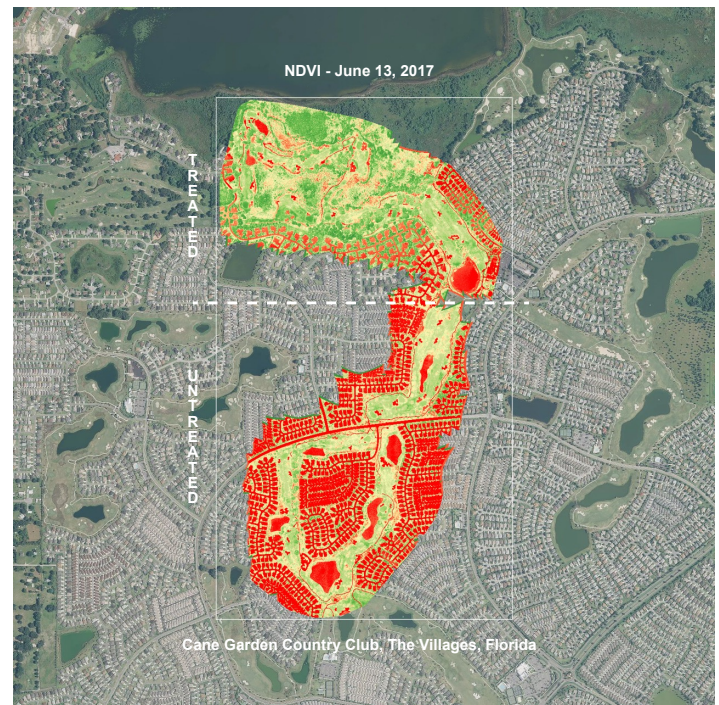 NDVI - June 13, 2017
TREATED
UNTREATED
Cane Garden Country Club, The Villages, Florida